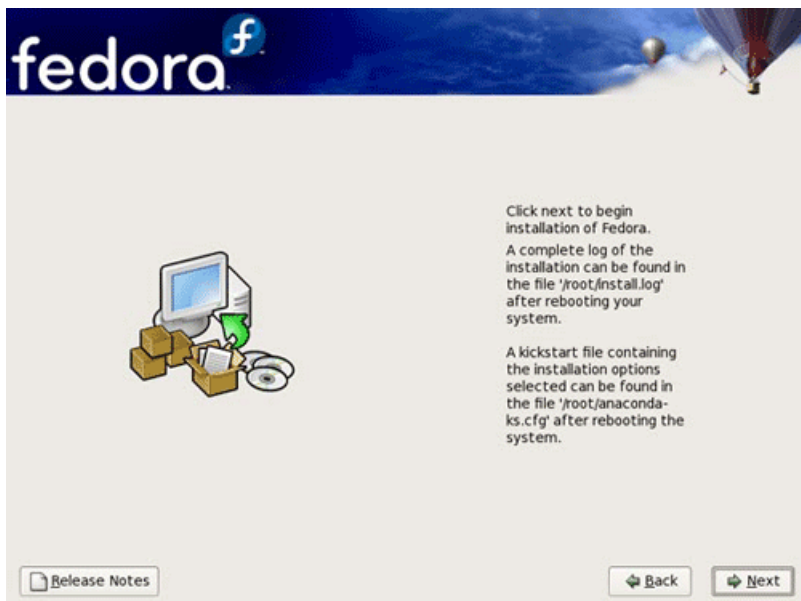 fedora
Click next to begin
installation of Fedora.
A complete log of the
installation can be found in
the file '/root/install.log'
after rebooting your
system.
A kickstart file containing
the installation options
selected can be found in
the file '/root/anaconda-
ks.cfg' after rebooting the
system.
Release Notes
Back
Next